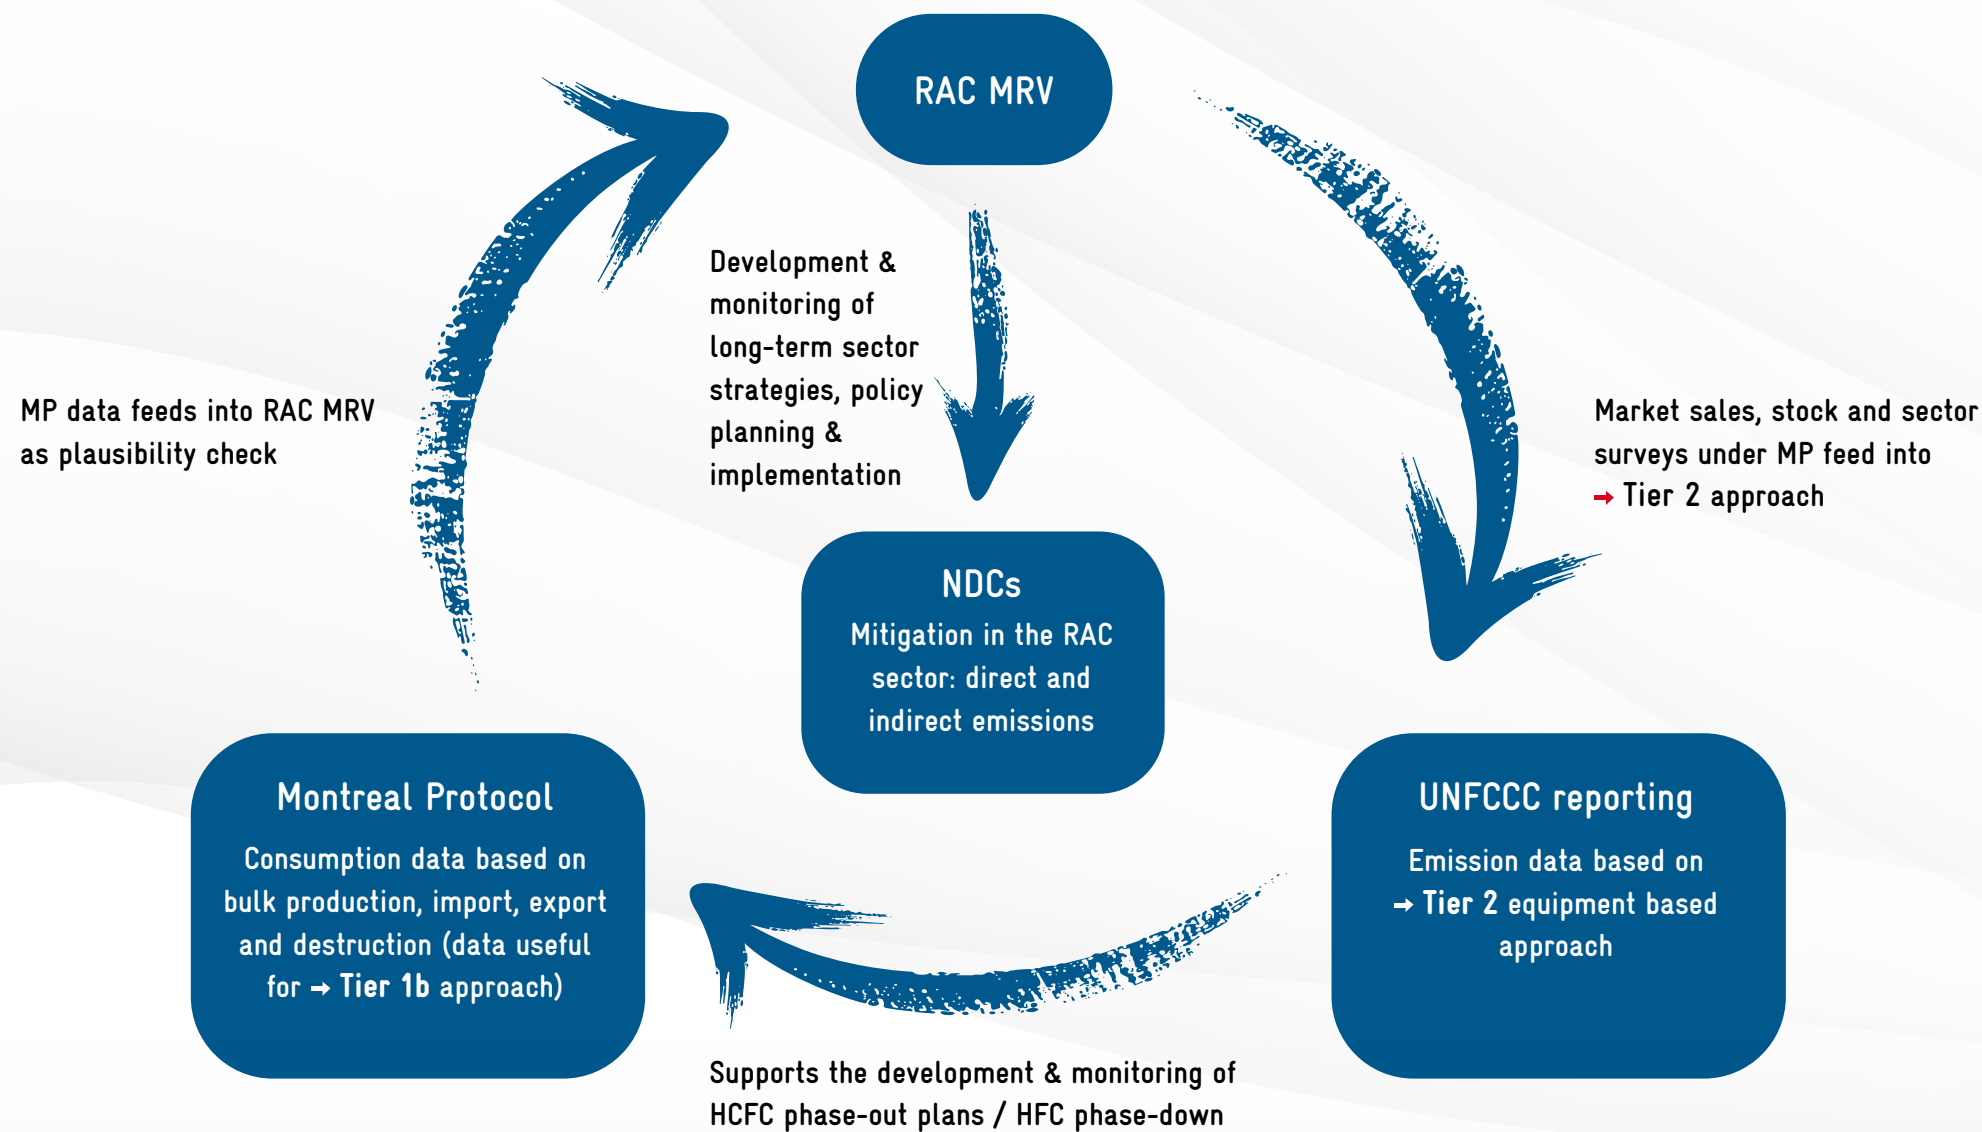 RAC MRV
Development &
monitoring of
long-term sector
strategies, policy
planning &
implementation
MP data feeds into RAC MRV
as plausibility check
Market sales, stock and sector
surveys under MP feed into
→ Tier 2 approach
NDCs
Mitigation in the RAC
sector: direct and
indirect emissions
Montreal Protocol
Consumption data based on
bulk production, import, export
and destruction (data useful
for → Tier 1b approach)
UNFCCC reporting
Emission data based on
→ Tier 2 equipment based
approach
Supports the development & monitoring of
HCFC phase-out plans / HFC phase-down